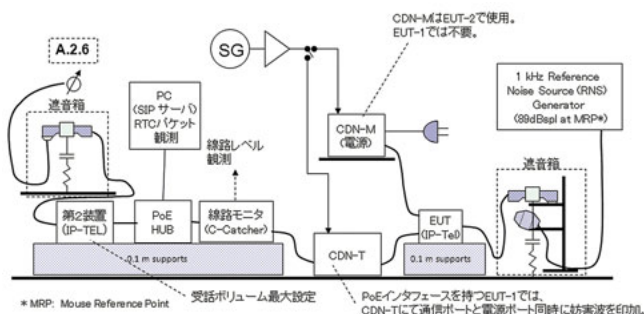 CDN-MはEUT-2で使用。
EUT-1では不要。
SG
A.2.6
遮音箱
PC
(SIP サーバ)
RTCパケット
観測
線路レベル
観測
CDN-M
(電源)
1 kHz Reference
Noise Source (RNS)
Generator
(89dBspl at MRP*)
遮音箱
第2装置
(IP-TEL)
PoE
HUB
線路モニタ
(C-Catcher)
CDN-T
EUT
(IP-Tel)
0.1 m supports
0.1 m supports
* MRP: Mouse Reference Point
受話ボリューム最大設定
PoEインタフェースを持つEUT-1では、
CDN-Tにて通信ポートと電源ポート同時に妨害波を印加。